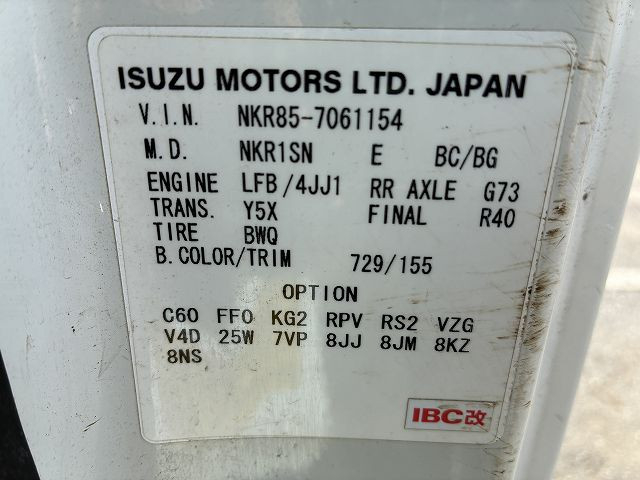 ISUZU MOTORS LTD. JAPAN
V.I.N. NKR85-7061154
M.D. NKR1SN E BC/BG
ENGINE LFB/4JJ1 RR AXLE G73
TRANS. Y5X FINAL R40
TIRE BWQ
B.COLOR/TRIM 729/155
OPTION
C60 FFO KG2 RPV RS2 VZG
V4D 25W 7VP 8JJ 8JM 8KZ
8NS
IBC改